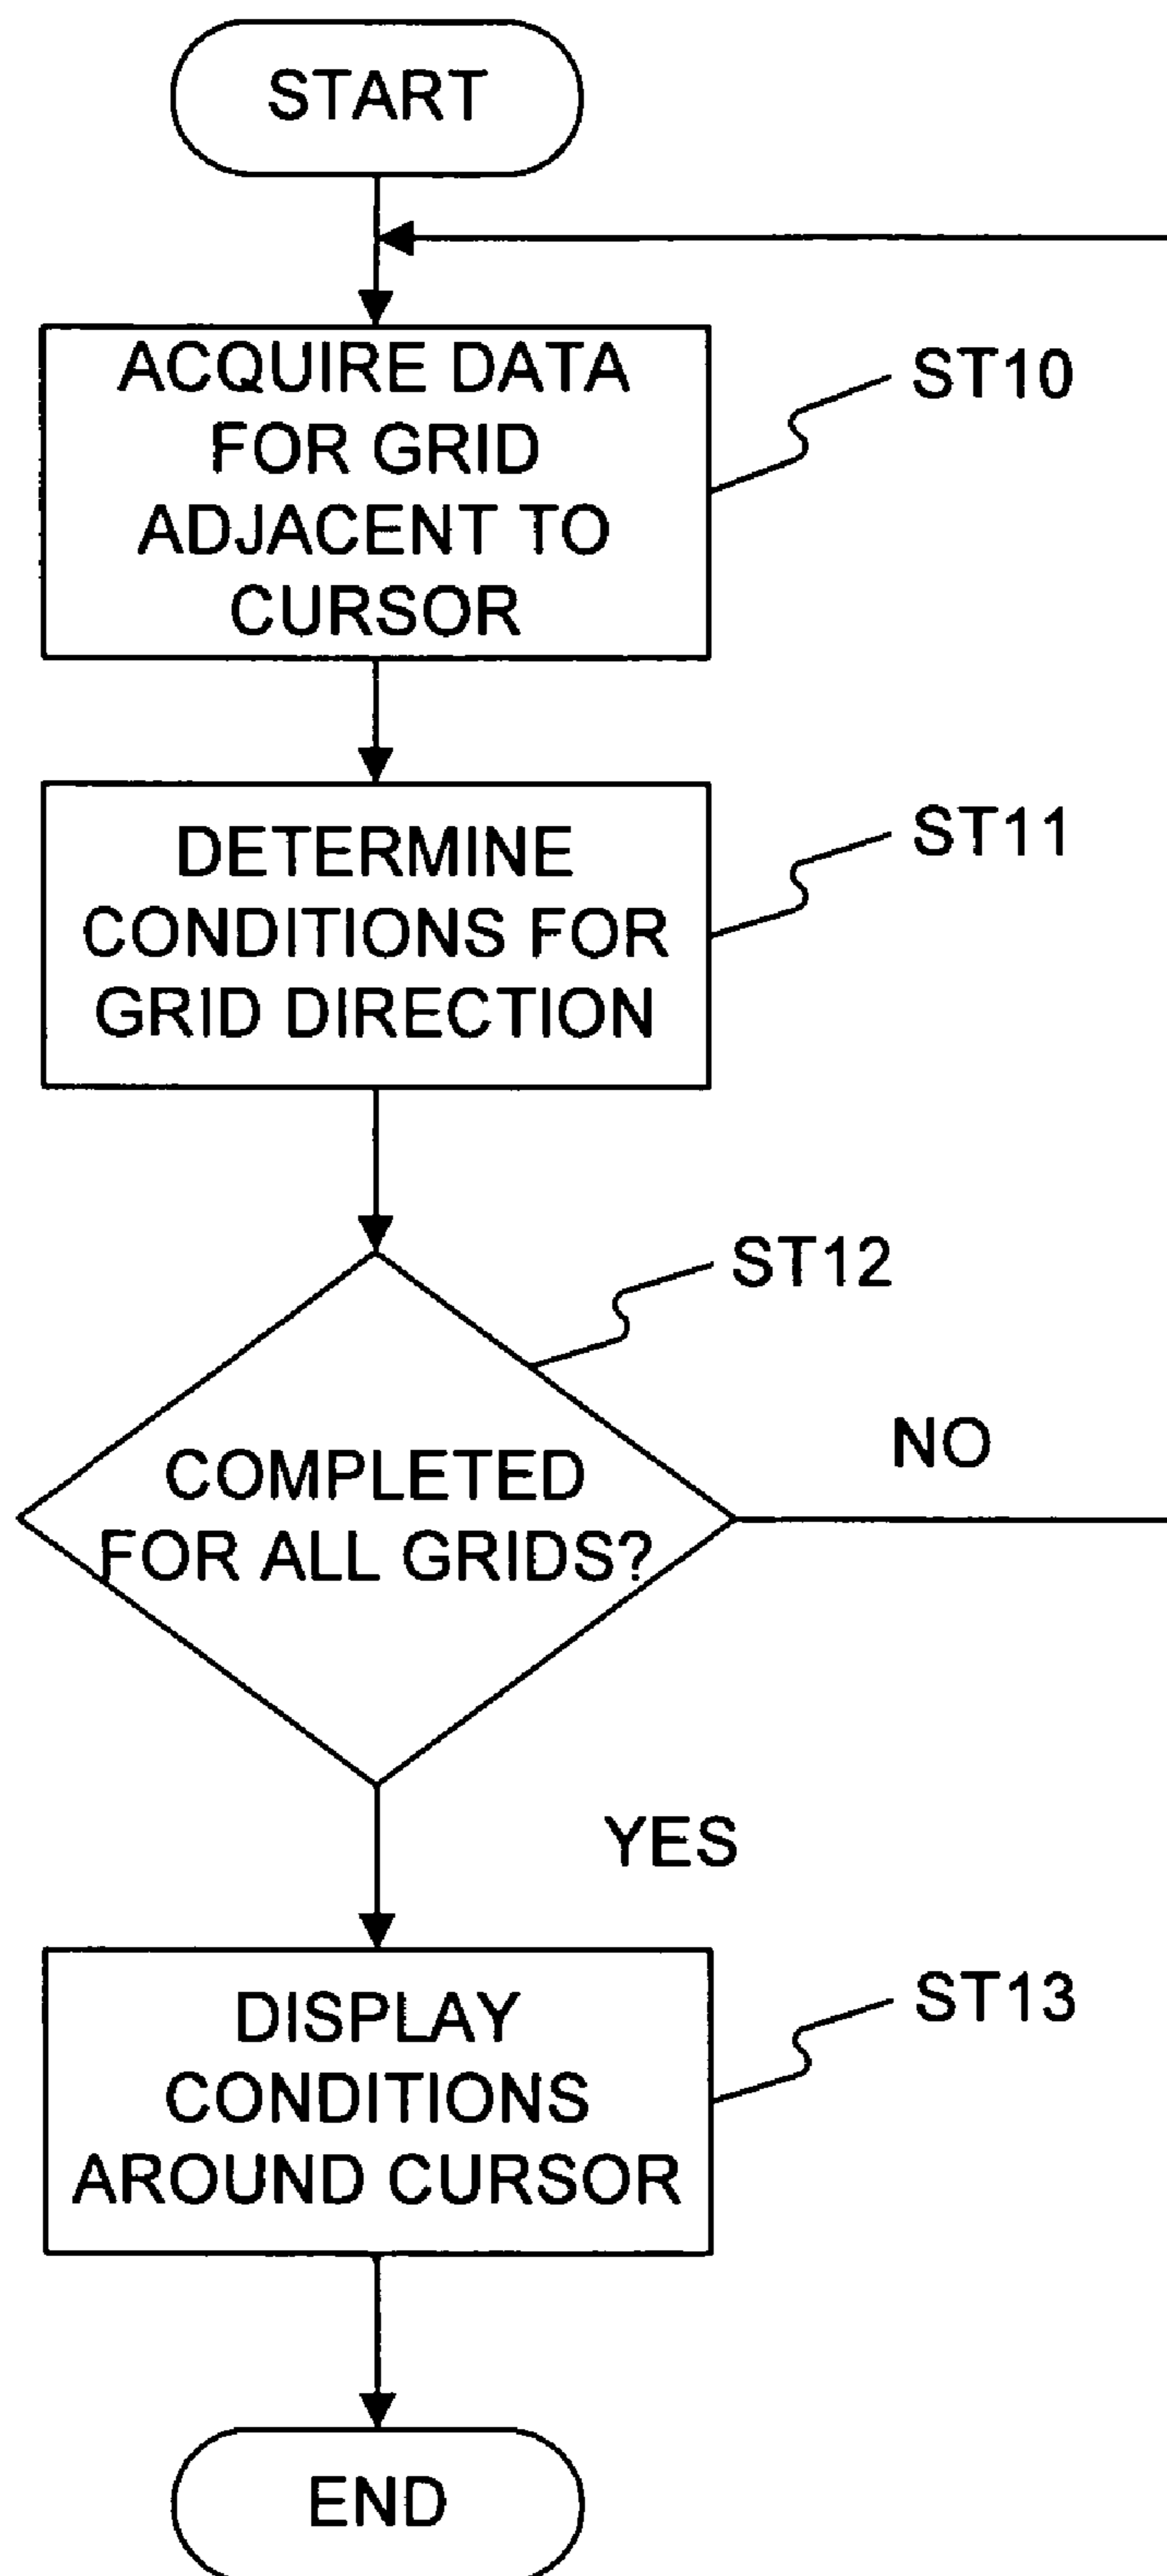 START
ACQUIRE DATA
FOR GRID
ADJACENT TO
CURSOR
ST10
DETERMINE
CONDITIONS FOR
GRID DIRECTION
ST11
ST12
COMPLETED
FOR ALL GRIDS?
NO
YES
DISPLAY
CONDITIONS
AROUND CURSOR
ST13
END